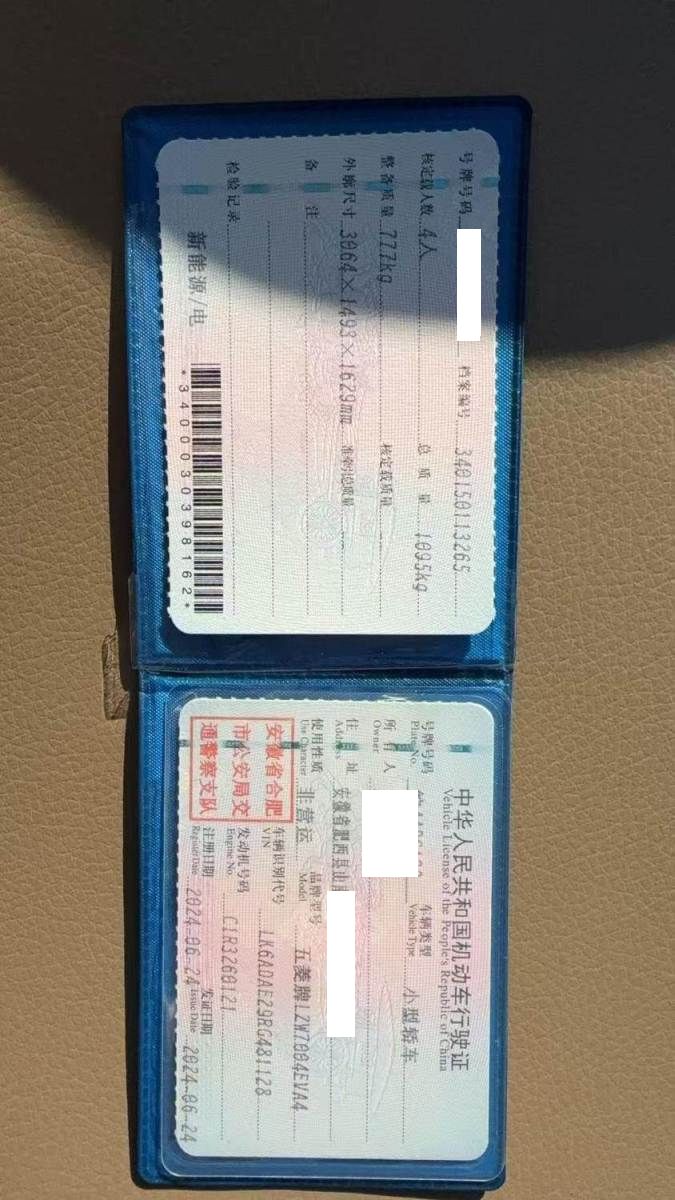 号牌号码 档案编号 340150113265
核定载人数 4人 总质量 1095kg
整备质量 777kg 核定载质量
外廓尺寸 3064×1493×1629mm 准牵引总质量
备注
检验记录
新能源/电
*3400030398162*
中华人民共和国机动车行驶证
Vehicle License of the People's Republic of China
号牌号码 车辆类型 小型轿车
Plate No. Vehicle Type
所有人
Owner
住址 安徽省肥西县山
Address
使用性质 非营运 品牌型号 五菱牌LZW7004EVA4
Use Character Model
安徽省合肥
市公安局交
通警察支队
车辆识别代号 LK6ADAE29RG481128
VIN
发动机号码 C1R3260121
Engine No.
注册日期 2024-06-24 发证日期 2024-06-24
Register Date Issue Date